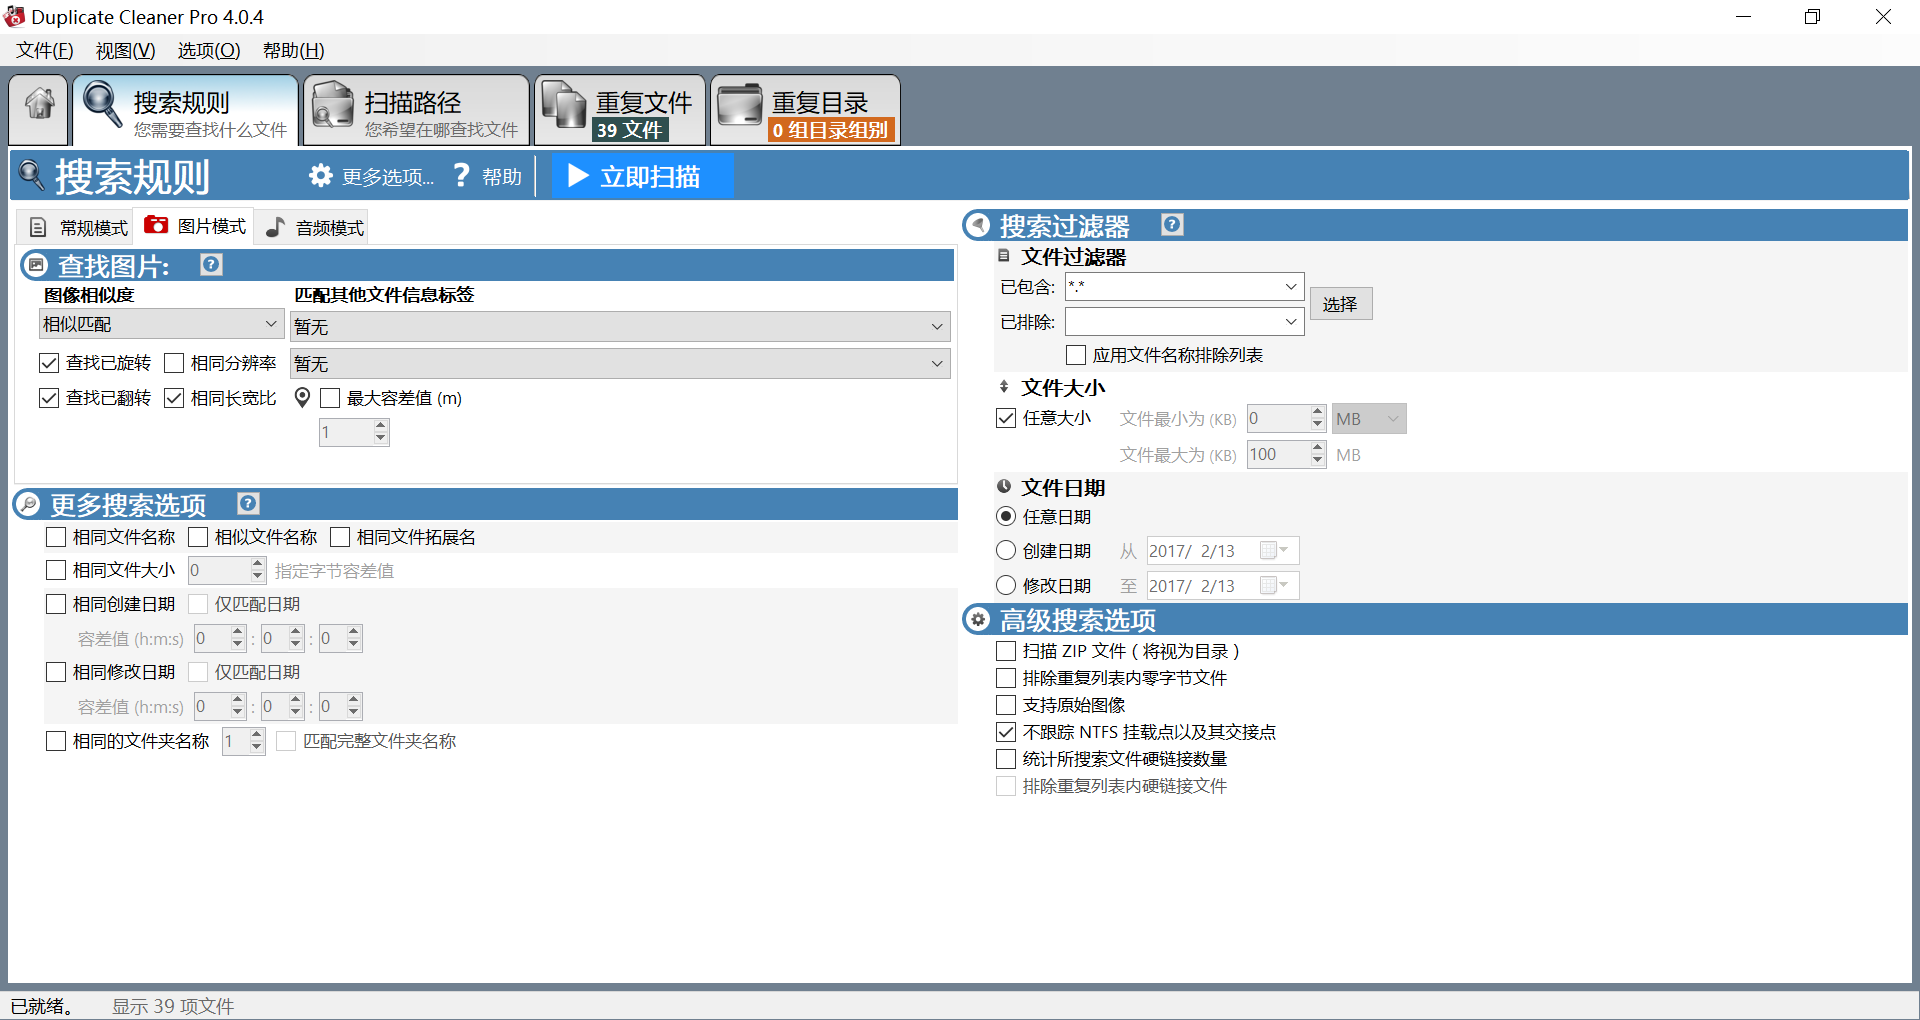 Duplicate Cleaner Pro 4.0.4
文件(F) 视图(V) 选项(O) 帮助(H)
搜索规则
您需要查找什么文件
扫描路径
您希望在哪查找文件
重复文件
39 文件
重复目录
0 组目录组别
搜索规则 更多选项... ? 帮助 立即扫描
常规模式 图片模式 音频模式
查找图片: ?
图像相似度 匹配其他文件信息标签
相似匹配 暂无
查找已旋转 相同分辨率 暂无
查找已翻转 相同长宽比 最大容差值 (m)
1
更多搜索选项 ?
相同文件名称 相似文件名称 相同文件拓展名
相同文件大小 0 指定字节容差值
相同创建日期 仅匹配日期
容差值 (h:m:s) 0 : 0 : 0
相同修改日期 仅匹配日期
容差值 (h:m:s) 0 : 0 : 0
相同的文件夹名称 1 匹配完整文件夹名称
搜索过滤器 ?
文件过滤器
已包含: *.*
选择
已排除:
应用文件名称排除列表
文件大小
任意大小 文件最小为 (KB) 0 MB
文件最大为 (KB) 100 MB
文件日期
任意日期
创建日期 从 2017/ 2/13
修改日期 至 2017/ 2/13
高级搜索选项
扫描 ZIP 文件 ( 将视为目录 )
排除重复列表内零字节文件
支持原始图像
不跟踪 NTFS 挂载点以及其交接点
统计所搜索文件硬链接数量
排除重复列表内硬链接文件
已就绪。 显示 39 项文件